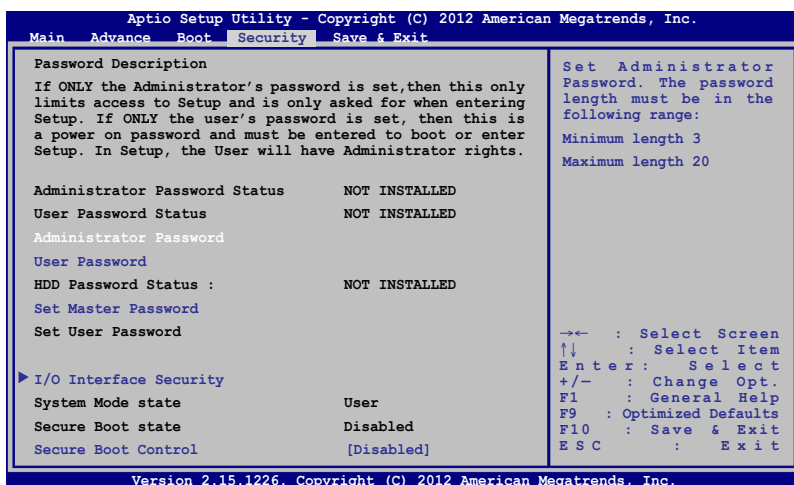 Aptio Setup Utility - Copyright (C) 2012 American Megatrends, Inc.
Main Advance Boot Security Save & Exit
Password Description
If ONLY the Administrator's password is set,then this only
limits access to Setup and is only asked for when entering
Setup. If ONLY the user's password is set, then this is
a power on password and must be entered to boot or enter
Setup. In Setup, the User will have Administrator rights.
Administrator Password Status NOT INSTALLED
User Password Status NOT INSTALLED
Administrator Password
User Password
HDD Password Status : NOT INSTALLED
Set Master Password
Set User Password
I/O Interface Security
System Mode state User
Secure Boot state Disabled
Secure Boot Control [Disabled]
Set Administrator
Password. The password
length must be in the
following range:
Minimum length 3
Maximum length 20
→← : Select Screen
↑↓ : Select Item
Enter: Select
+/— : Change Opt.
F1 : General Help
F9 : Optimized Defaults
F10 : Save & Exit
ESC : Exit
Version 2.15.1226. Copyright (C) 2012 American Megatrends, Inc.